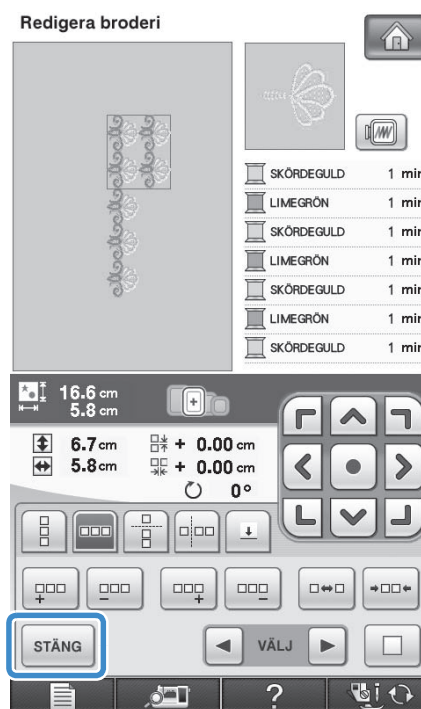 Redigera broderi
SKÖRDEGULD 1 min
LIMEGRÖN 1 min
SKÖRDEGULD 1 min
LIMEGRÖN 1 min
SKÖRDEGULD 1 min
LIMEGRÖN 1 min
SKÖRDEGULD 1 min
16.6 cm
5.8 cm
6.7 cm + 0.00 cm
5.8 cm + 0.00 cm
0°
STÄNG VÄLJ
?